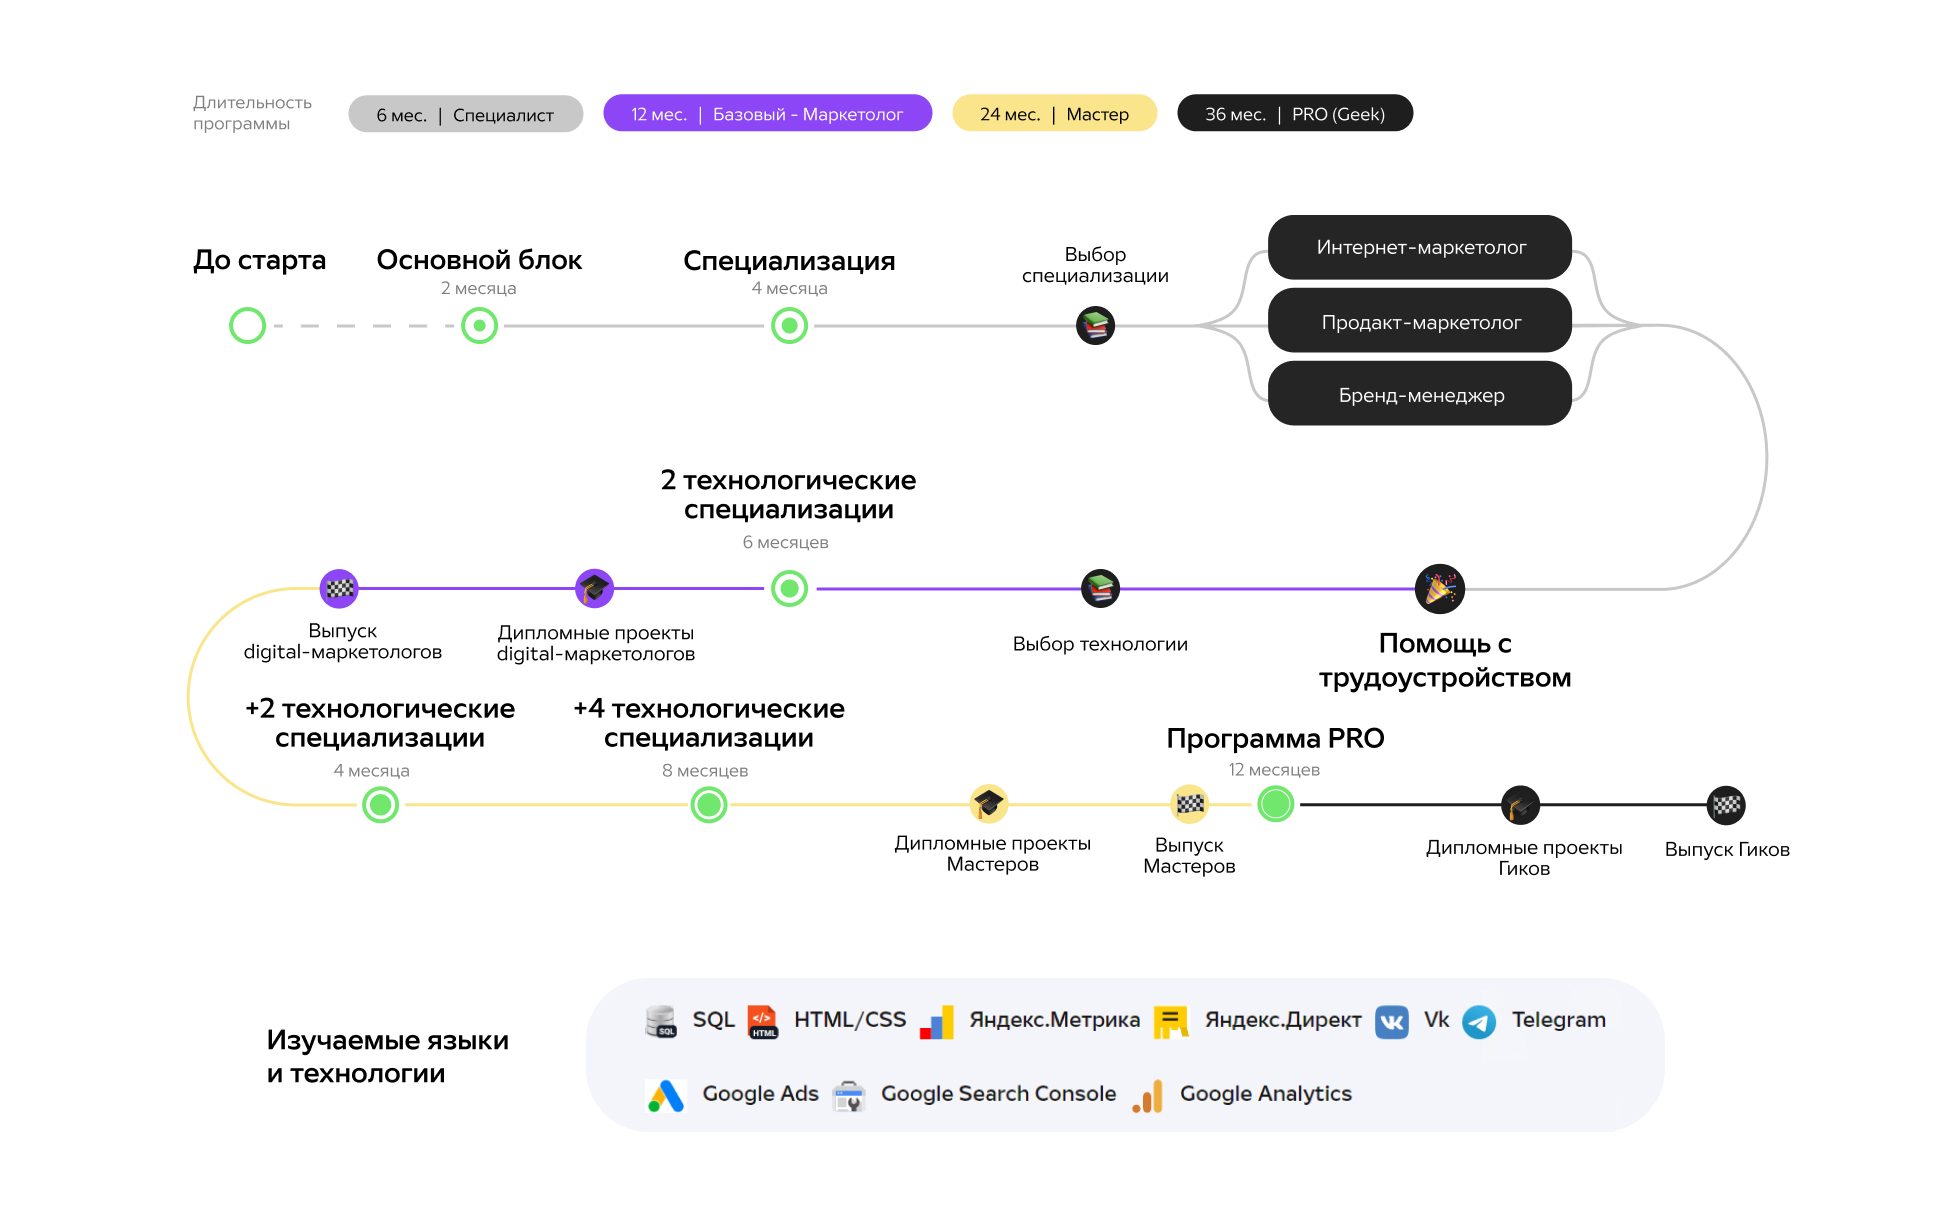 Длительность
программы
6 мес. | Специалист
12 мес. | Базовый - Маркетолог
24 мес. | Мастер
36 мес. | PRO (Geek)
До старта
Основной блок
2 месяца
Специализация
4 месяца
Выбор
специализации
Интернет-маркетолог
Продакт-маркетолог
Бренд-менеджер
2 технологические
специализации
6 месяцев
Выпуск
digital-маркетологов
Дипломные проекты
digital-маркетологов
Выбор технологии
Помощь с
трудоустройством
+2 технологические
специализации
4 месяца
+4 технологические
специализации
8 месяцев
Дипломные проекты
Мастеров
Выпуск
Мастеров
Программа PRO
12 месяцев
Дипломные проекты
Гиков
Выпуск Гиков
Изучаемые языки
и технологии
SQL SQL HTML HTML/CSS Яндекс.Метрика Яндекс.Директ Vk Telegram
Google Ads Google Search Console Google Analytics